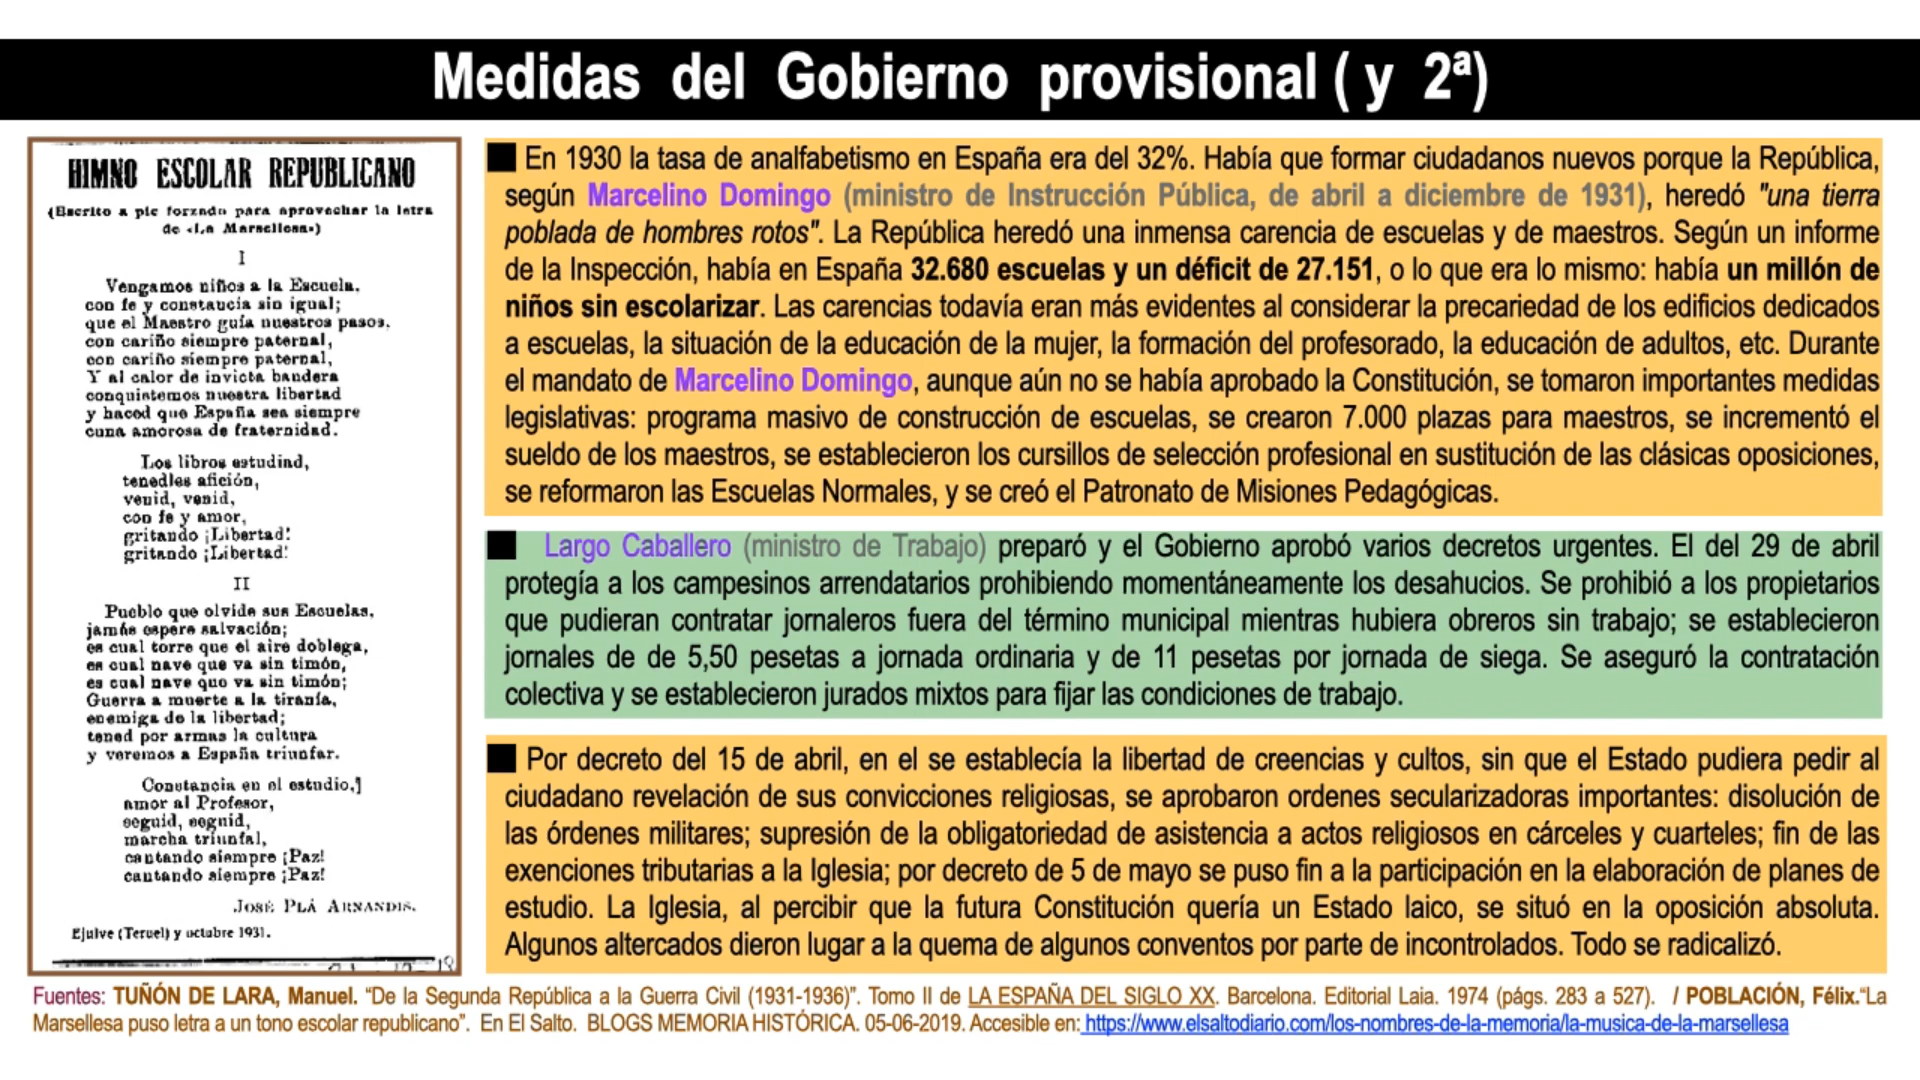 Medidas del Gobierno provisional ( y 2ª)
HIMNO ESCOLAR REPUBLICANO
(Escrito a pie forzado para aprovechar la letra
de «La Marsellesa»)
I
Vengamos niños a la Escuela,
con fe y constancia sin igual;
que el Maestro guía nuestros pasos,
con cariño siempre paternal,
con cariño siempre paternal,
Y al calor de invicta bandera
conquistemos nuestra libertad
y haced que España sea siempre
cuna amorosa de fraternidad.
Los libros estudiad,
tenedles afición,
venid, venid,
con fe y amor,
gritando ¡Libertad!
gritando ¡Libertad!
II
Pueblo que olvide sus Escuelas,
jamás espere salvación;
es cual torre que el aire doblega,
es cual nave que va sin timón,
es cual nave que va sin timón;
Guerra a muerte a la tiranía,
enemiga de la libertad;
tened por armas la cultura
y veremos a España triunfar.
Constancia en el estudio,]
amor al Profesor,
seguid, seguid,
marcha triunfal,
cantando siempre ¡Paz!
cantando siempre ¡Paz!
JOSÉ PLÁ ARNANDIS.
Ejulve (Teruel) y octubre 1931.
■ En 1930 la tasa de analfabetismo en España era del 32%. Había que formar ciudadanos nuevos porque la República,
según Marcelino Domingo (ministro de Instrucción Pública, de abril a diciembre de 1931), heredó "una tierra
poblada de hombres rotos". La República heredó una inmensa carencia de escuelas y de maestros. Según un informe
de la Inspección, había en España 32.680 escuelas y un déficit de 27.151, o lo que era lo mismo: había un millón de
niños sin escolarizar. Las carencias todavía eran más evidentes al considerar la precariedad de los edificios dedicados
a escuelas, la situación de la educación de la mujer, la formación del profesorado, la educación de adultos, etc. Durante
el mandato de Marcelino Domingo, aunque aún no se había aprobado la Constitución, se tomaron importantes medidas
legislativas: programa masivo de construcción de escuelas, se crearon 7.000 plazas para maestros, se incrementó el
sueldo de los maestros, se establecieron los cursillos de selección profesional en sustitución de las clásicas oposiciones,
se reformaron las Escuelas Normales, y se creó el Patronato de Misiones Pedagógicas.
■ Largo Caballero (ministro de Trabajo) preparó y el Gobierno aprobó varios decretos urgentes. El del 29 de abril
protegía a los campesinos arrendatarios prohibiendo momentáneamente los desahucios. Se prohibió a los propietarios
que pudieran contratar jornaleros fuera del término municipal mientras hubiera obreros sin trabajo; se establecieron
jornales de de 5,50 pesetas a jornada ordinaria y de 11 pesetas por jornada de siega. Se aseguró la contratación
colectiva y se establecieron jurados mixtos para fijar las condiciones de trabajo.
■ Por decreto del 15 de abril, en el se establecía la libertad de creencias y cultos, sin que el Estado pudiera pedir al
ciudadano revelación de sus convicciones religiosas, se aprobaron ordenes secularizadoras importantes: disolución de
las órdenes militares; supresión de la obligatoriedad de asistencia a actos religiosos en cárceles y cuarteles; fin de las
exenciones tributarias a la Iglesia; por decreto de 5 de mayo se puso fin a la participación en la elaboración de planes de
estudio. La Iglesia, al percibir que la futura Constitución quería un Estado laico, se situó en la oposición absoluta.
Algunos altercados dieron lugar a la quema de algunos conventos por parte de incontrolados. Todo se radicalizó.
Fuentes: TUÑÓN DE LARA, Manuel. “De la Segunda República a la Guerra Civil (1931-1936)”. Tomo II de LA ESPAÑA DEL SIGLO XX. Barcelona. Editorial Laia. 1974 (págs. 283 a 527). / POBLACIÓN, Félix.“La
Marsellesa puso letra a un tono escolar republicano”. En El Salto. BLOGS MEMORIA HISTÓRICA. 05-06-2019. Accesible en: https://www.elsaltodiario.com/los-nombres-de-la-memoria/la-musica-de-la-marsellesa